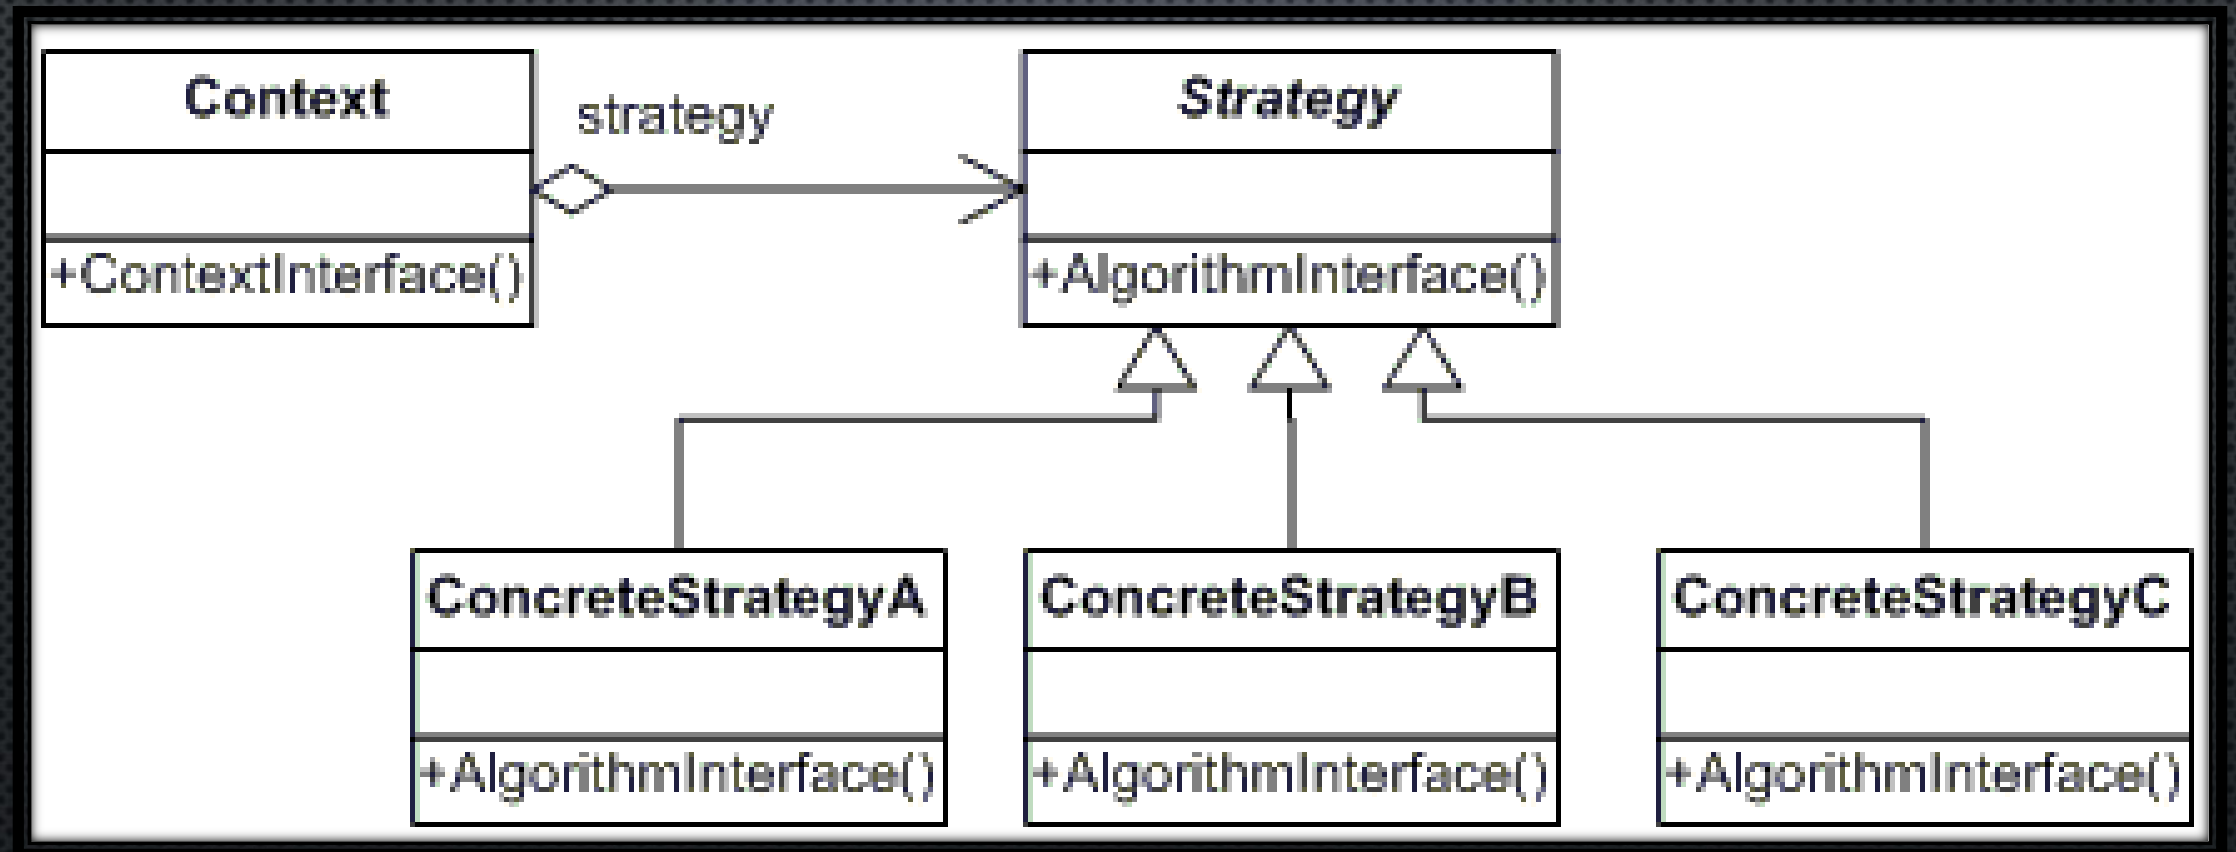 Context
strategy
Strategy
+ContextInterface()
+AlgorithmInterface()
ConcreteStrategyA
ConcreteStrategyB
ConcreteStrategyC
+AlgorithmInterface()
+AlgorithmInterface()
+AlgorithmInterface()